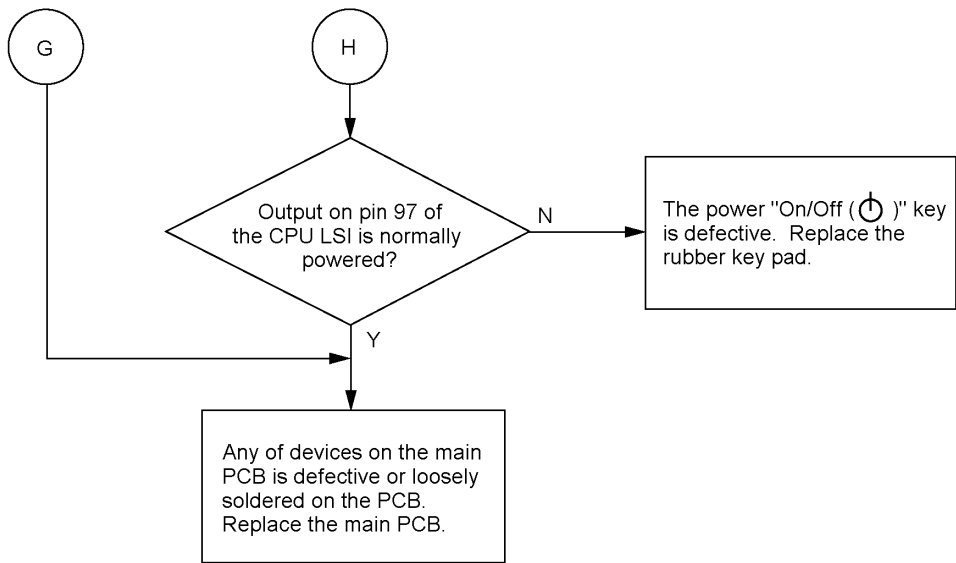 G
H
Output on pin 97 of
the CPU LSI is normally
powered?
N
The power "On/Off ( )" key
is defective. Replace the
rubber key pad.
Y
Any of devices on the main
PCB is defective or loosely
soldered on the PCB.
Replace the main PCB.